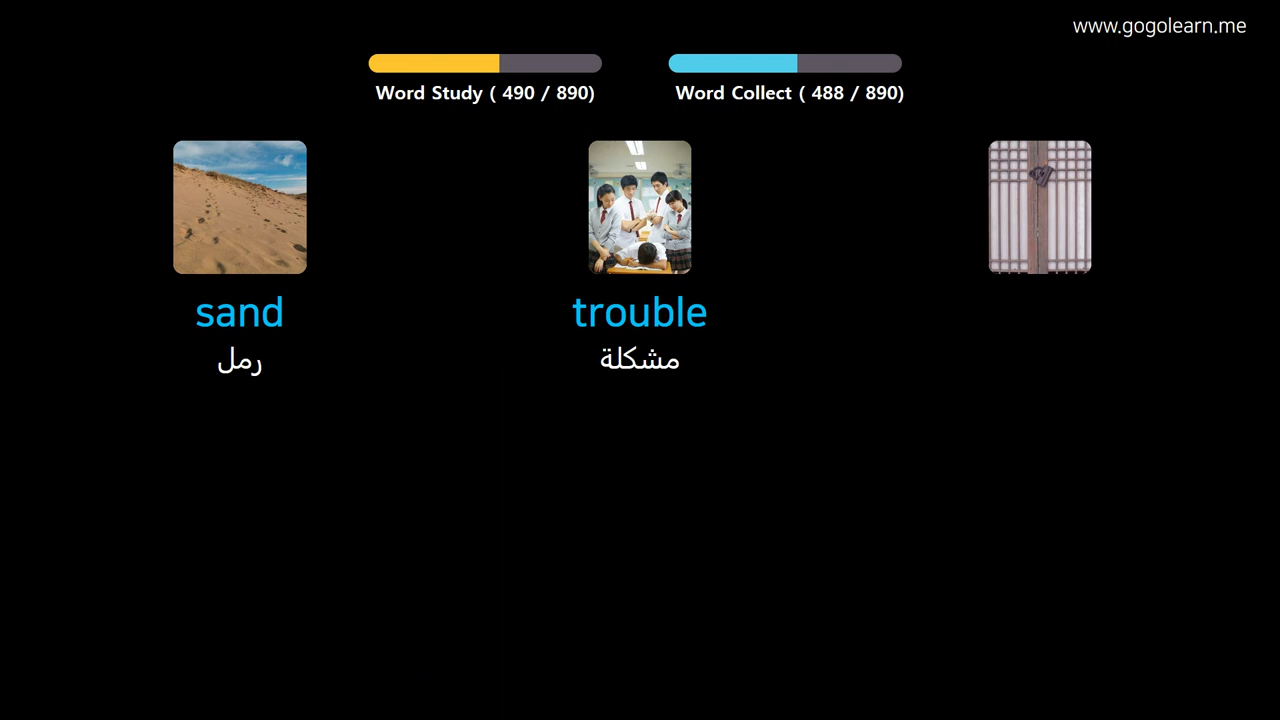 www.gogolearn.me
Word Study ( 490 / 890)
Word Collect ( 488 / 890)
sand
trouble
رمل
مشكلة